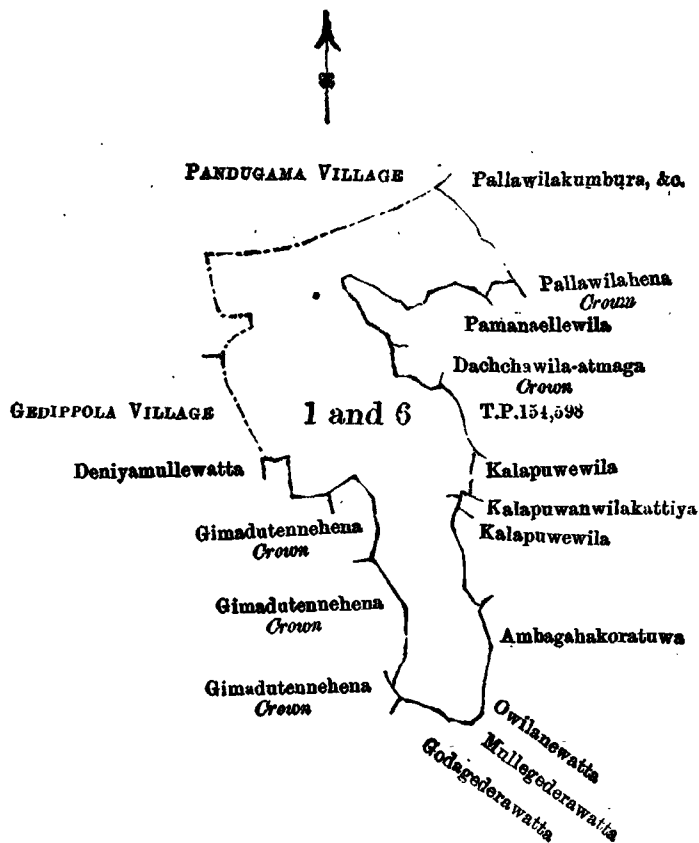 PANDUGAMA VILLAGE
Pallawilakumbura, &c.
Pallawilahena
Crown
Pamanaellewila
Dachchawila-atmaga
Crown
T.P.154,598
GEDIPPOLA VILLAGE
1 and 6
Deniyamullewatta
Kalapuwewila
Kalapuwanwilakattiya
Kalapuwewila
Gimadutennehena
Crown
Gimadutennehena
Crown
Ambagahakoratuwa
Gimadutennehena
Crown
Owilanewatta
Mullegederawatta
Godagederawatta